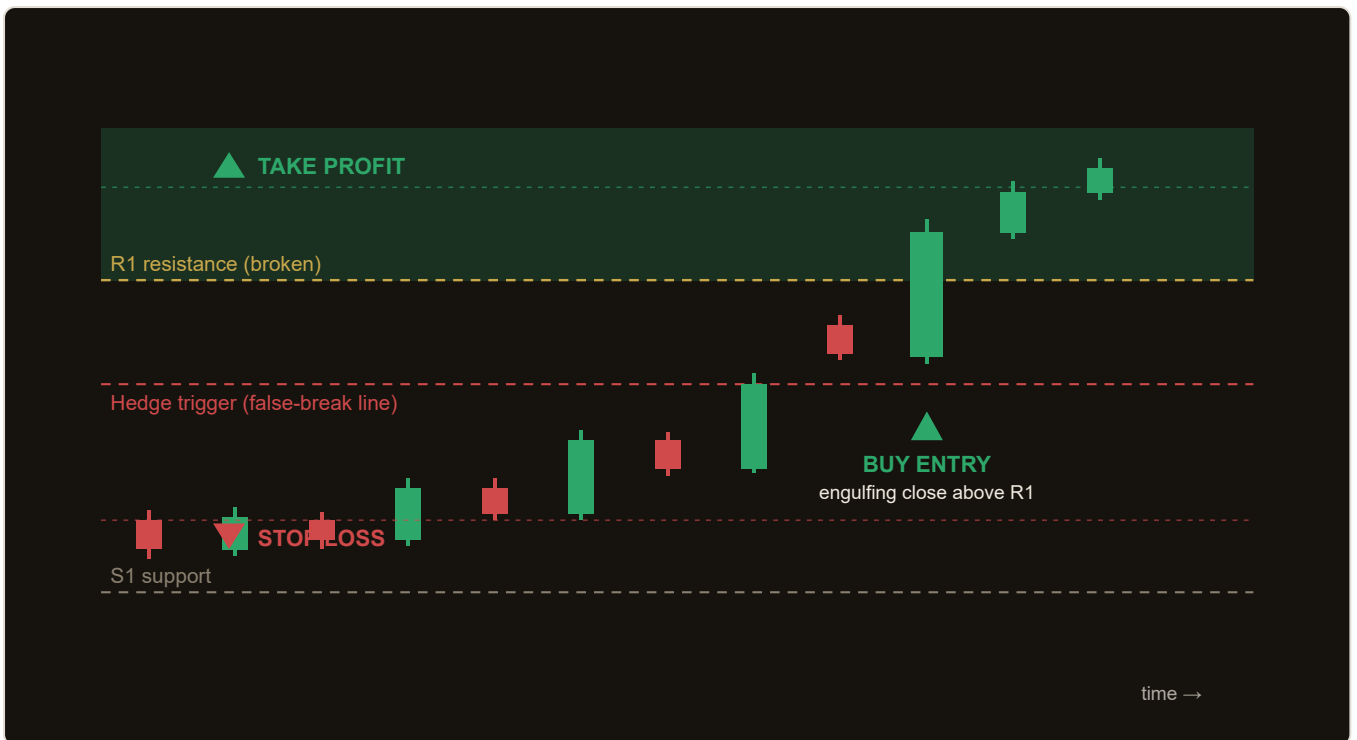 TAKE PROFIT
R1 resistance (broken)
Hedge trigger (false-break line)
BUY ENTRY
engulfing close above R1
STOP LOSS
S1 support
time →